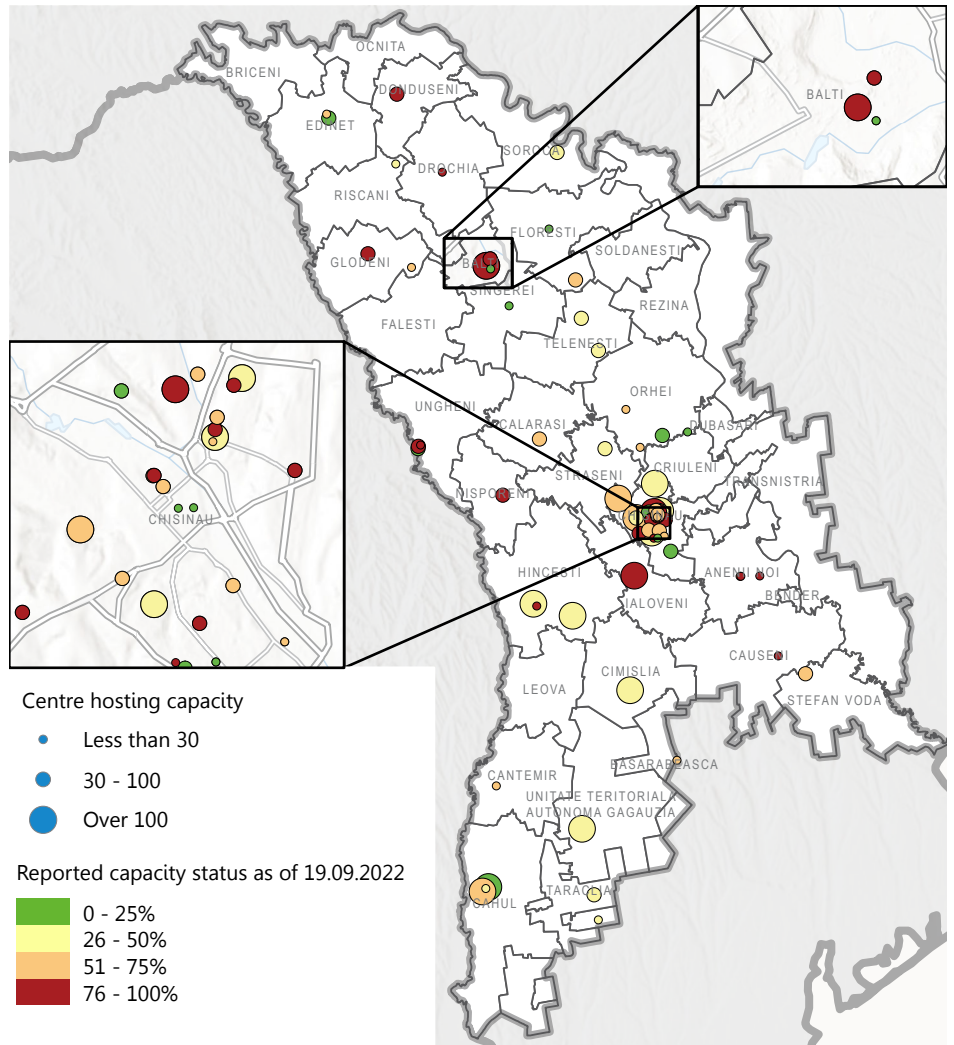 OCNITA
BRICENI
DONDUSENI
EDINET
SOROCA
DROCHIA
RISCANI
FLORESTI
SOLDANESTI
GLODENI
BALTI
SINGEREI
REZINA
FALESTI
TELENESTI
ORHEI
UNGHENI
CALARASI
DUBASARI
STRASENI
CRIULENI
TRANSNISTRIA
NISPORENI
HINCESTI
ANENII NOI
BENDER
IALOVENI
CAUSENI
CIMISLIA
LEOVA
STEFAN VODA
BASARABEASCA
CANTEMIR
UNITATE TERITORIALA
AUTONOMA GAGAUZIA
TARACLIA
CAHUL
BALTI
CHISINAU
Centre hosting capacity
Less than 30
30 - 100
Over 100
Reported capacity status as of 19.09.2022
0 - 25%
26 - 50%
51 - 75%
76 - 100%